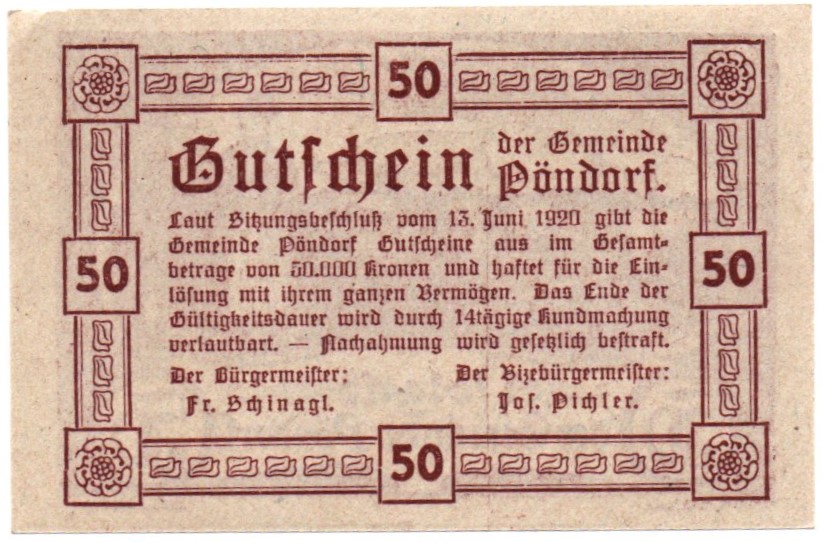 50
Gutschein der Gemeinde
Pöndorf.
Laut Sitzungsbeschluß vom 13. Juni 1920 gibt die
Gemeinde Pöndorf Gutscheine aus im Gesamt-
betrage von 50.000 Kronen und haftet für die Ein-
lösung mit ihrem ganzen Vermögen. Das Ende der
Gültigkeitsdauer wird durch 14tägige Kundmachung
verlautbart. — Nachahmung wird gesetzlich bestraft.
50
50
Der Bürgermeister: Der Vizebürgermeister:
Fr. Schinagl. Jos. Pichler.
50